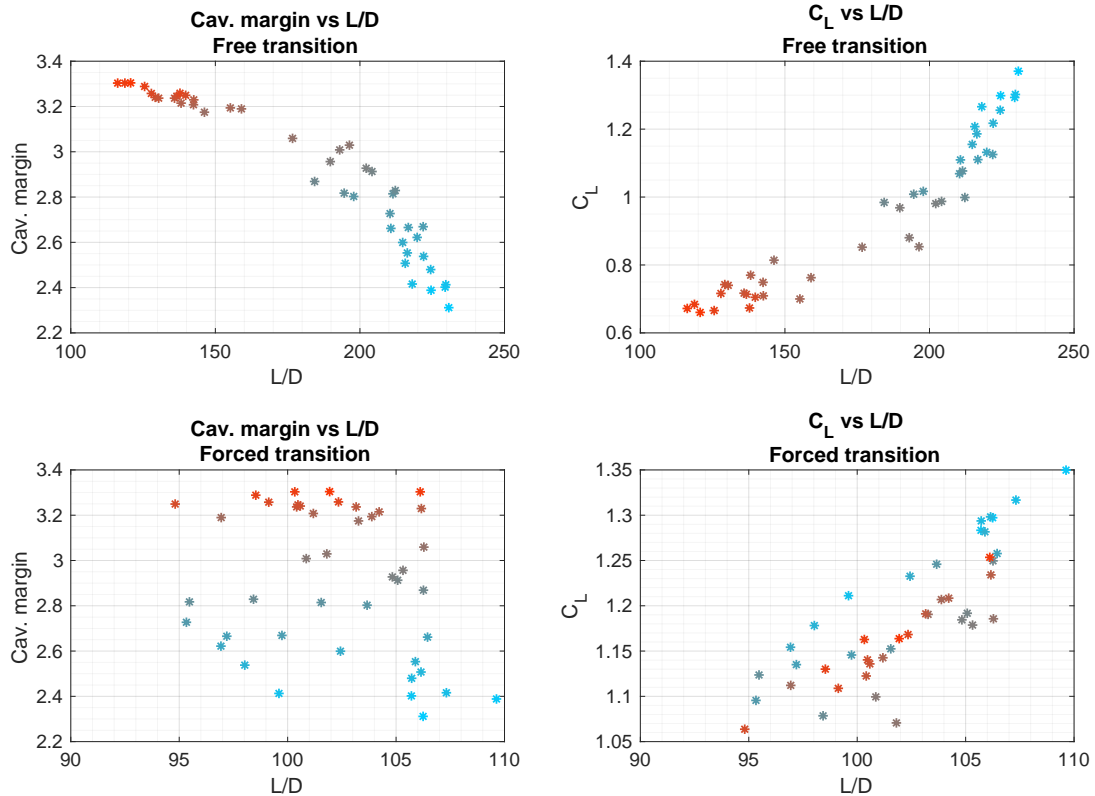 Cav. margin vs L/D
Free transition
3.4
3.2
3
2.8
2.6
2.4
2.2
Cav. margin
100
150
200
250
L/D
C_L vs L/D
Free transition
1.4
1.2
1
0.8
0.6
C_L
100
150
200
250
L/D
Cav. margin vs L/D
Forced transition
3.4
3.2
3
2.8
2.6
2.4
2.2
Cav. margin
90
95
100
105
110
L/D
C_L vs L/D
Forced transition
1.35
1.3
1.25
1.2
1.15
1.1
1.05
C_L
90
95
100
105
110
L/D